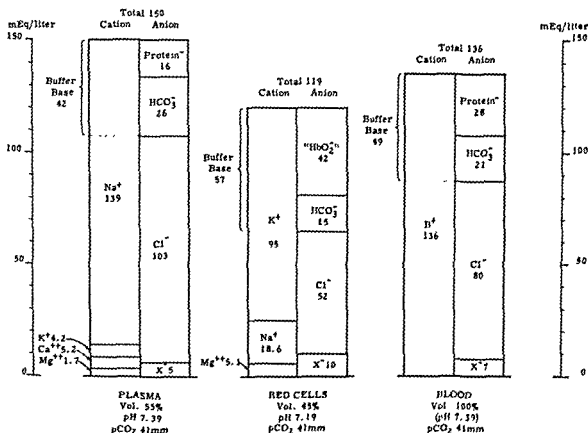 mEq/liter
150
100
50
0
Total 150
Cation Anion
Buffer
Base
42
Protein⁻
16
HCO₃⁻
26
Na⁺
139
Cl⁻
103
K⁺4.2
Ca⁺⁺5.2
Mg⁺⁺1.7
X⁻5
PLASMA
Vol. 55%
pH 7.39
pCO₂ 41mm
Total 119
Cation Anion
Buffer
Base
57
"HbO₂⁻"
42
HCO₃⁻
15
K⁺
95
Cl⁻
52
Na⁺
18.6
Mg⁺⁺5.1
X⁻10
RED CELLS
Vol. 45%
pH 7.19
pCO₂ 41mm
Total 136
Cation Anion
Buffer
Base
49
Protein⁻
28
HCO₃⁻
21
B⁺
136
Cl⁻
80
X⁻7
BLOOD
Vol 100%
(pH 7.39)
pCO₂ 41mm
mEq/liter
150
100
50
0